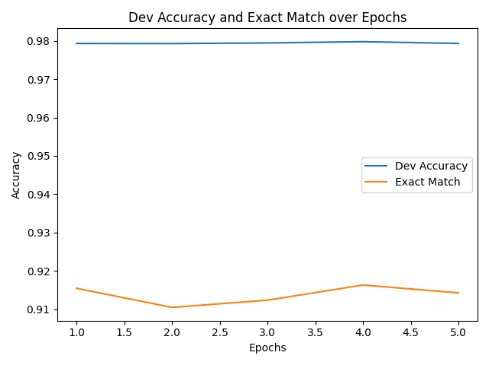 Dev Accuracy and Exact Match over Epochs
0.98
0.97
0.96
0.95
0.94
0.93
0.92
0.91
Accuracy
Dev Accuracy
Exact Match
1.0 1.5 2.0 2.5 3.0 3.5 4.0 4.5 5.0
Epochs